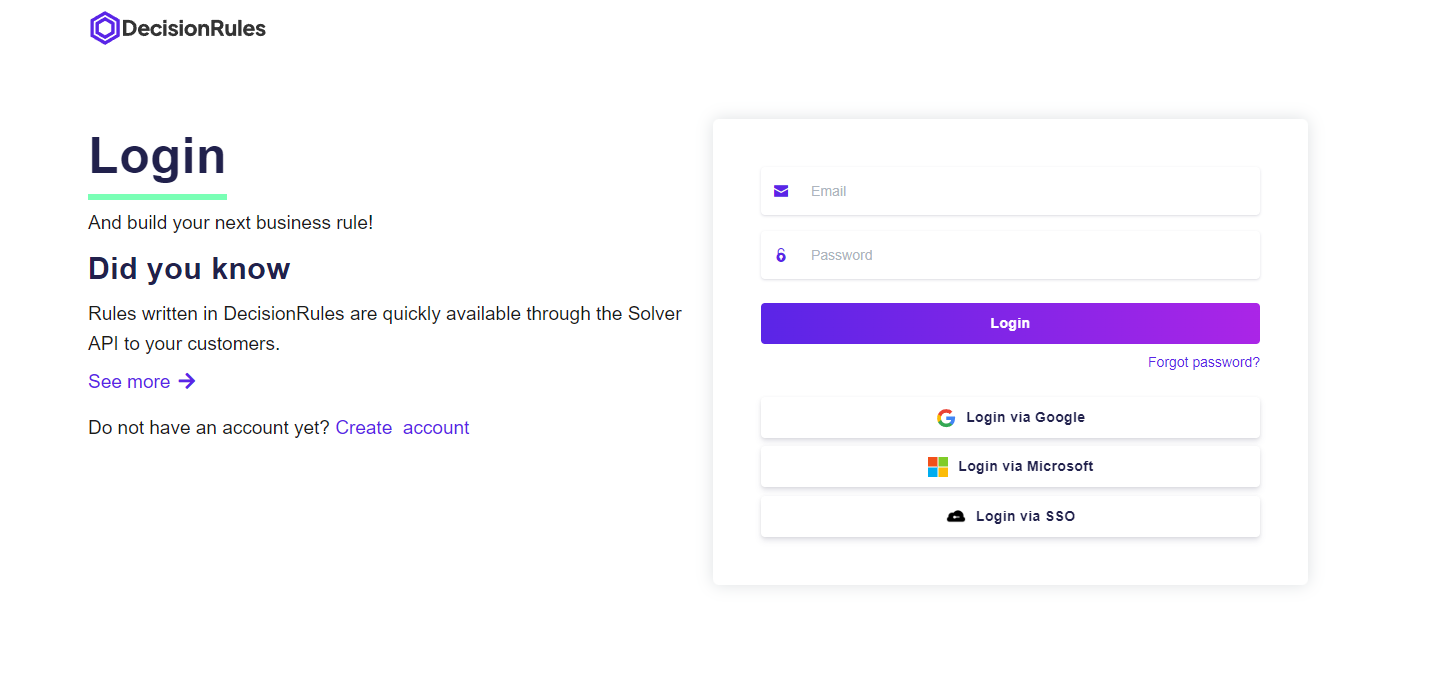 DecisionRules
Login
And build your next business rule!
Did you know
Rules written in DecisionRules are quickly available through the Solver
API to your customers.
See more
Do not have an account yet? Create account
Email
Password
Login
Forgot password?
Login via Google
Login via Microsoft
Login via SSO